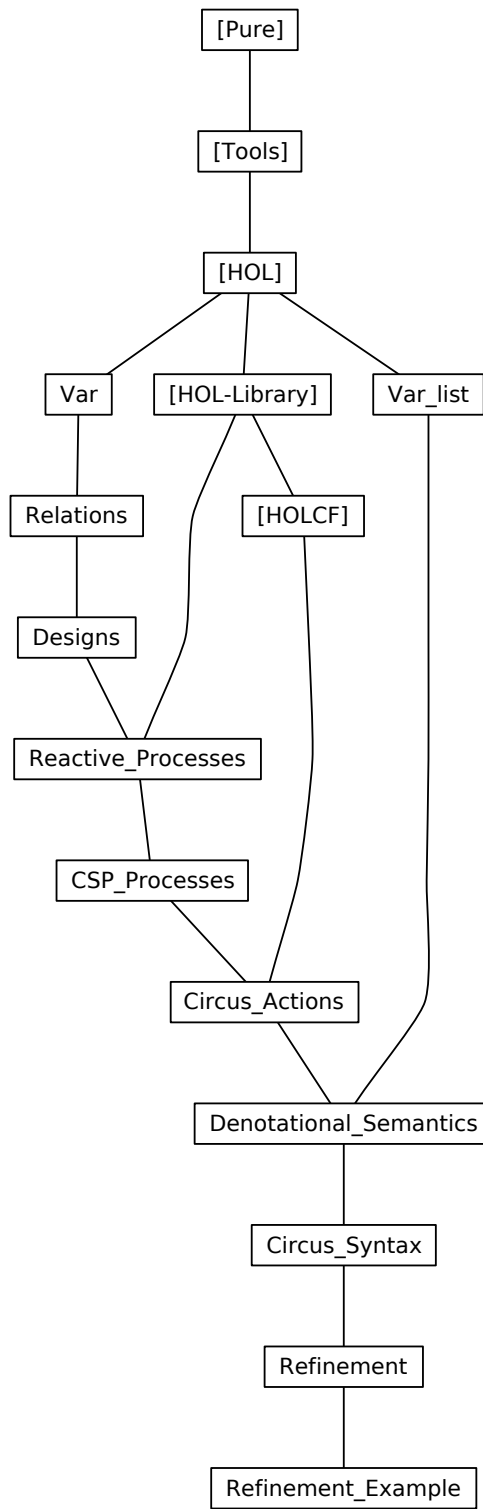 [Pure]
[Tools]
[HOL]
Var
[HOL-Library]
Var_list
Relations
[HOLCF]
Designs
Reactive_Processes
CSP_Processes
Circus_Actions
Denotational_Semantics
Circus_Syntax
Refinement
Refinement_Example